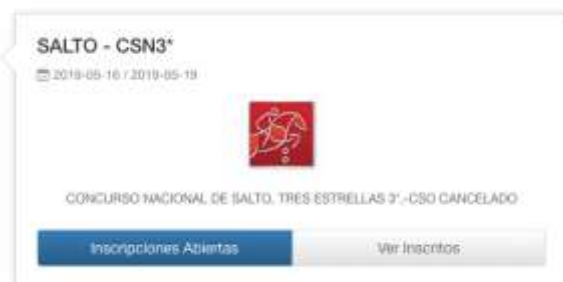 SALTO - CSN3*
2019-05-16 / 2019-05-19
CONCURSO NACIONAL DE SALTO, TRES ESTRELLAS 3*.-CSO CANCELADO
Inscripciones Abiertas
Ver Inscritos